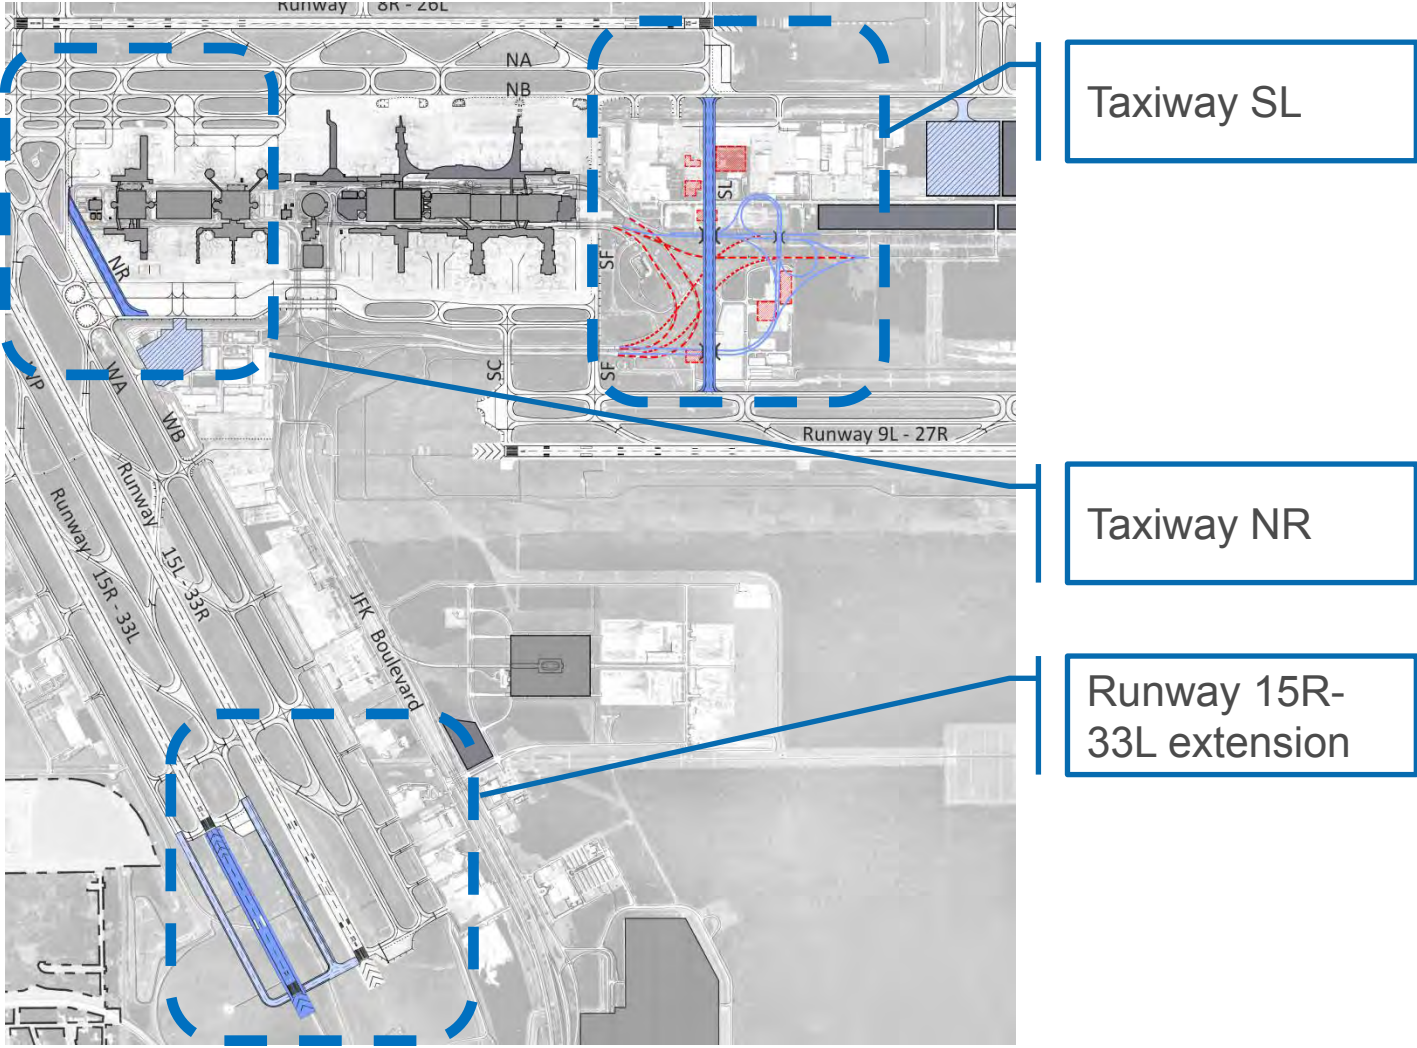 Runway 8R - 26L
NA
NB
Taxiway SL
SL
NR
SF
SC
SF
WP
WA
WB
Runway 9L - 27R
Taxiway NR
Runway 15L - 33R
Runway 15R - 33L
JFK Boulevard
Runway 15R-
33L extension